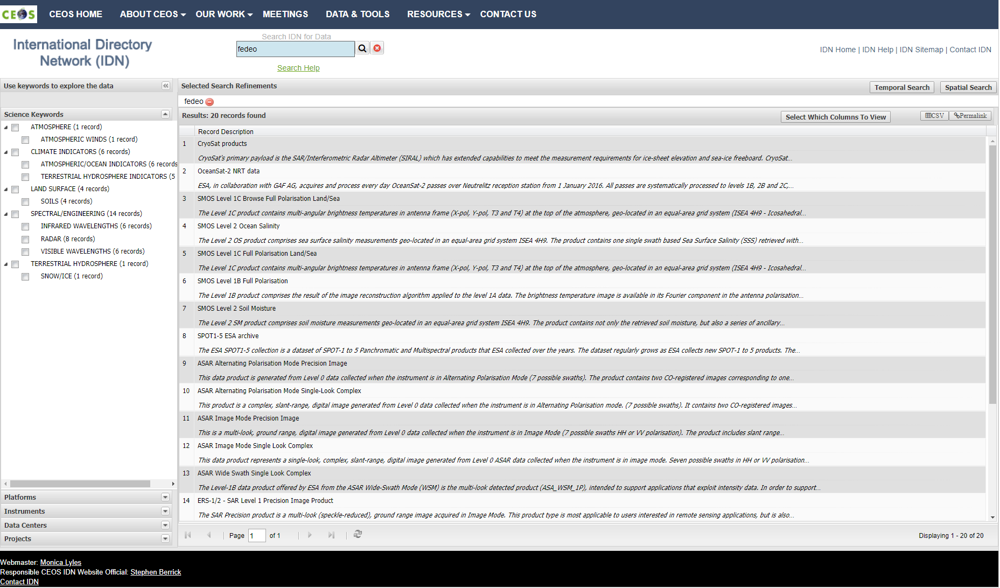 CEOS
CEOS HOME ABOUT CEOS OUR WORK MEETINGS DATA & TOOLS RESOURCES CONTACT US
International Directory
Network (IDN)
Search IDN for Data
fedeo
Search Help
IDN Home | IDN Help | IDN Sitemap | Contact IDN
Use keywords to explore the data
Science Keywords
ATMOSPHERE (1 record)
ATMOSPHERIC WINDS (1 record)
CLIMATE INDICATORS (6 records)
ATMOSPHERIC/OCEAN INDICATORS (6 records
TERRESTRIAL HYDROSPHERE INDICATORS (5
LAND SURFACE (4 records)
SOILS (4 records)
SPECTRAL/ENGINEERING (14 records)
INFRARED WAVELENGTHS (6 records)
RADAR (8 records)
VISIBLE WAVELENGTHS (6 records)
TERRESTRIAL HYDROSPHERE (1 record)
SNOW/ICE (1 record)
Platforms
Instruments
Data Centers
Projects
Selected Search Refinements
Temporal Search Spatial Search
fedeo
Results: 20 records found
Select Which Columns To View CSV Permalink
Record Description
1 CryoSat products
CryoSat's primary payload is the SAR/Interferometric Radar Altimeter (SIRAL) which has extended capabilities to meet the measurement requirements for ice-sheet elevation and sea-ice freeboard. CryoSat...
2 OceanSat-2 NRT data
ESA, in collaboration with GAF AG, acquires and process every day OceanSat-2 passes over Neutrelitz reception station from 1 January 2016. All passes are systematically processed to levels 1B, 2B and 2C,...
3 SMOS Level 1C Browse Full Polarisation Land/Sea
The Level 1C product contains multi-angular brightness temperatures in antenna frame (X-pol, Y-pol, T3 and T4) at the top of the atmosphere, geo-located in an equal-area grid system (ISEA 4H9 - Icosahedral...
4 SMOS Level 2 Ocean Salinity
The Level 2 OS product comprises sea surface salinity measurements geo-located in an equal-area grid system ISEA 4H9. The product contains one single swath based Sea Surface Salinity (SSS) retrieved with...
5 SMOS Level 1C Full Polarisation Land/Sea
The Level 1C product contains multi-angular brightness temperatures in antenna frame (X-pol, Y-pol, T3 and T4) at the top of the atmosphere, geo-located in an equal-area grid system (ISEA 4H9 - Icosahedral...
6 SMOS Level 1B Full Polarisation
The Level 1B product comprises the result of the image reconstruction algorithm applied to the level 1A data. The brightness temperature image is available in its Fourier component in the antenna polarisation...
7 SMOS Level 2 Soil Moisture
The Level 2 SM product comprises soil moisture measurements geo-located in an equal-area grid system ISEA 4H9. The product contains not only the retrieved soil moisture, but also a series of ancillary...
8 SPOT1-5 ESA archive
The ESA SPOT1-5 collection is a dataset of SPOT-1 to 5 Panchromatic and Multispectral products that ESA collected over the years. The dataset regularly grows as ESA collects new SPOT-1 to 5 products. The...
9 ASAR Alternating Polarisation Mode Precision Image
This data product is generated from Level 0 data collected when the instrument is in Alternating Polarisation Mode (7 possible swaths). The product contains two CO-registered images corresponding to one...
10 ASAR Alternating Polarisation Mode Single-Look Complex
This product is a complex, slant-range, digital image generated from Level 0 data collected when the instrument is in Alternating Polarisation mode. (7 possible swaths). It contains two CO-registered images...
11 ASAR Image Mode Precision Image
This is a multi-look, ground range, digital image generated from Level 0 data collected when the instrument is in Image Mode (7 possible swaths HH or VV polarisation). The product includes slant range...
12 ASAR Image Mode Single Look Complex
This data product represents a single-look, complex, slant-range, digital image generated from Level 0 ASAR data collected when the instrument is in image mode. Seven possible swaths in HH or VV polarisation...
13 ASAR Wide Swath Single Look Complex
The Level-1B data product offered by ESA from the ASAR Wide-Swath Mode (WSM) is the multi-look detected product (ASA_WSM_1P), intended to support applications that exploit intensity data. In order to support...
14 ERS-1/2 - SAR Level 1 Precision Image Product
The SAR Precision product is a multi-look (speckle-reduced), ground range image acquired in Image Mode. This product type is most applicable to users interested in remote sensing applications, but is also...
Page 1 of 1
Displaying 1 - 20 of 20
Webmaster: Monica Lyles
Responsible CEOS IDN Website Official: Stephen Berrick
Contact IDN